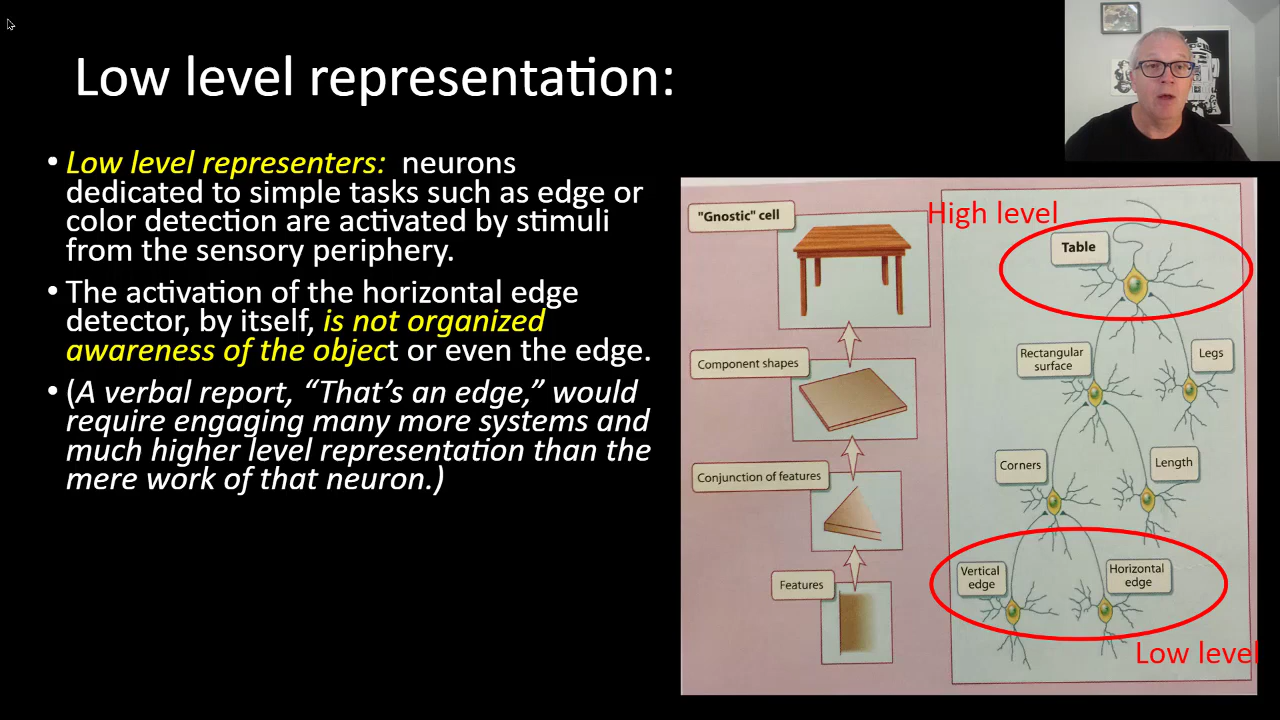 Low level representation:
• Low level representers: neurons
dedicated to simple tasks such as edge or
color detection are activated by stimuli
from the sensory periphery.
• The activation of the horizontal edge
detector, by itself, is not organized
awareness of the object or even the edge.
• (A verbal report, “That’s an edge,” would
require engaging many more systems and
much higher level representation than the
mere work of that neuron.)
"Gnostic" cell
High level
Table
Component shapes
Rectangular
surface
Legs
Conjunction of features
Corners
Length
Features
Vertical
edge
Horizontal
edge
Low level